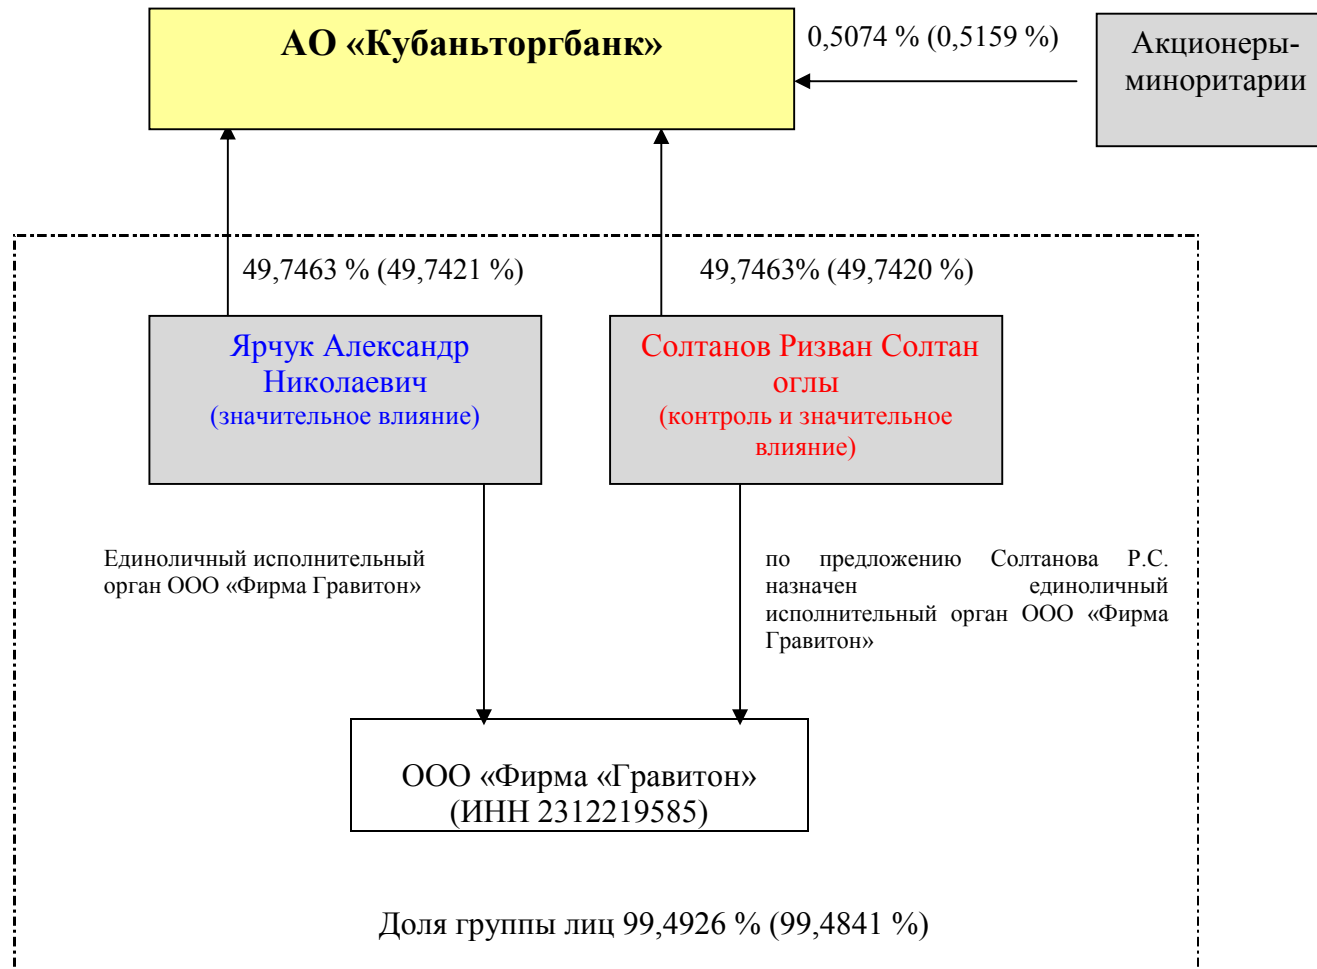 АО «Кубаньторгбанк»
0,5074 % (0,5159 %)
Акционеры-
миноритарии
49,7463 % (49,7421 %)
49,7463% (49,7420 %)
Ярчук Александр
Николаевич
(значительное влияние)
Солтанов Ризван Солтан
оглы
(контроль и значительное
влияние)
Единоличный исполнительный
орган ООО «Фирма Гравитон»
по предложению Солтанова Р.С.
назначен единоличный
исполнительный орган ООО «Фирма
Гравитон»
ООО «Фирма «Гравитон»
(ИНН 2312219585)
Доля группы лиц 99,4926 % (99,4841 %)